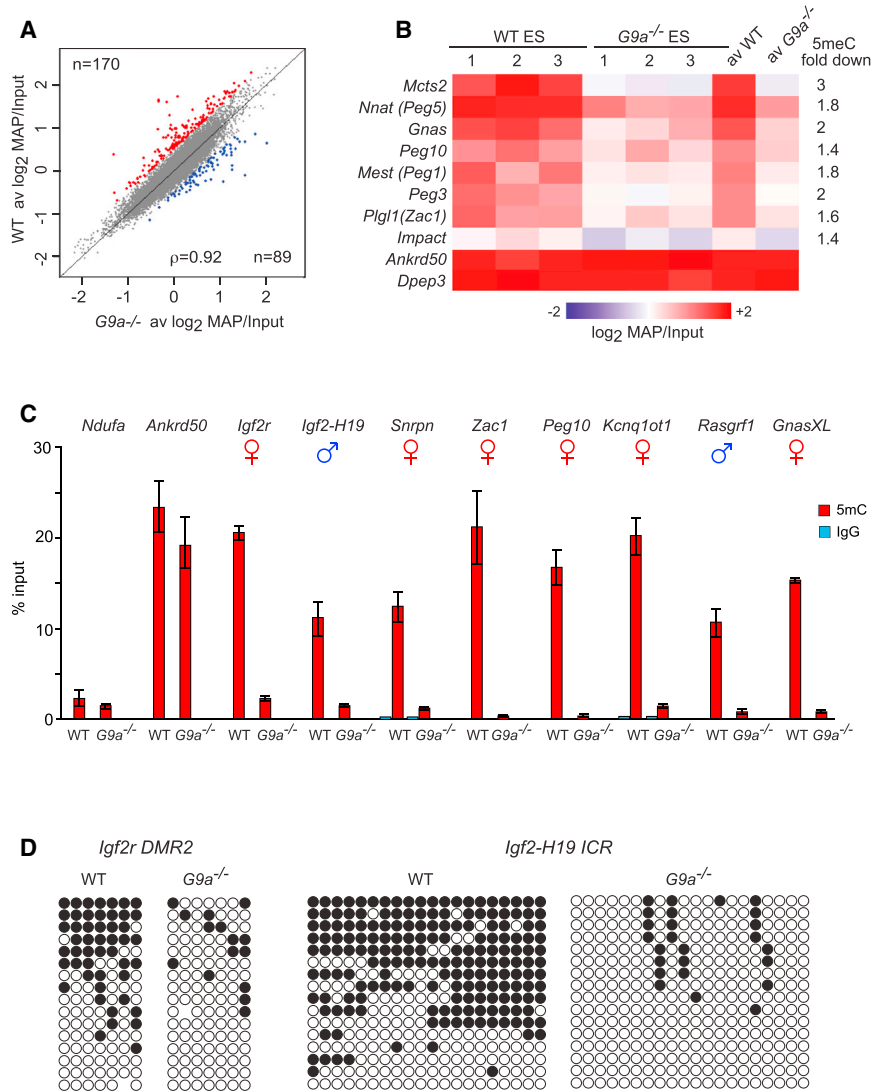 A
n=170
2
1
0
-1
-2
WT av log2 MAP/Input
-2 -1 0 1 2
ρ=0.92 n=89
G9a-/- av log2 MAP/Input
B
WT ES G9a-/- ES av WT av G9a-/- 5meC fold down
1 2 3 1 2 3
Mcts2 3
Nnat (Peg5) 1.8
Gnas 2
Peg10 1.4
Mest (Peg1) 1.8
Peg3 2
Plgl1(Zac1) 1.6
Impact 1.4
Ankrd50
Dpep3
-2 +2
log2 MAP/Input
C
Ndufa Ankrd50 Igf2r Igf2-H19 Snrpn Zac1 Peg10 Kcnq1ot1 Rasgrf1 GnasXL
♀ ♂ ♀ ♀ ♀ ♀ ♂ ♀
30
20
10
0
% input
5mC
IgG
WT G9a-/- WT G9a-/- WT G9a-/- WT G9a-/- WT G9a-/- WT G9a-/- WT G9a-/- WT G9a-/- WT G9a-/- WT G9a-/-
D
Igf2r DMR2 Igf2-H19 ICR
WT G9a-/- WT G9a-/-